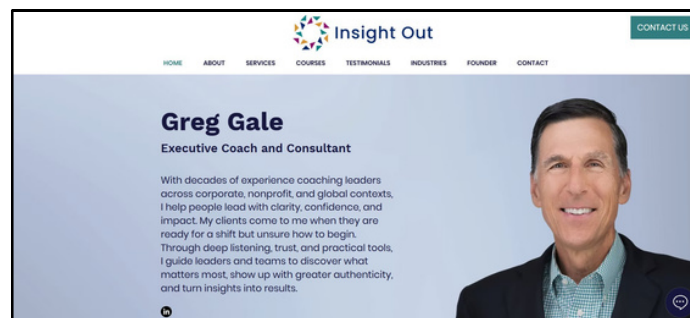 Insight Out
CONTACT US
HOME ABOUT SERVICES COURSES TESTIMONIALS INDUSTRIES FOUNDER CONTACT
Greg Gale
Executive Coach and Consultant
With decades of experience coaching leaders
across corporate, nonprofit, and global contexts,
I help people lead with clarity, confidence, and
impact. My clients come to me when they are
ready for a shift but unsure how to begin.
Through deep listening, trust, and practical tools,
I guide leaders and teams to discover what
matters most, show up with greater authenticity,
and turn insights into results.
in